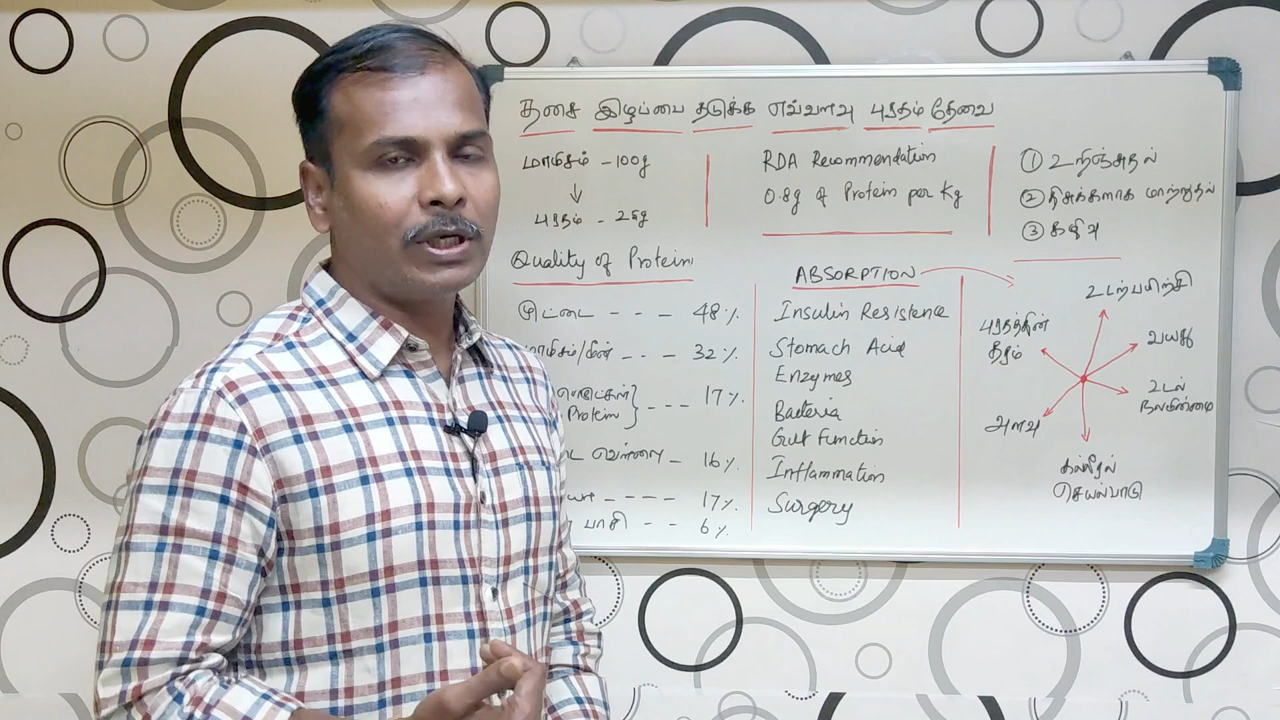 தசை இழப்பை தடுக்க எவ்வளவு புரதம் தேவை
மாமிசம் - 100g
↓
புரதம் - 25g
RDA Recommendation
0.8g of Protein per Kg
① உறிஞ்சுதல்
② திசுக்களாக மாற்றுதல்
③ கழிவு
Quality of Protein
முட்டை - - - 48 %
மாமிசம்/மீன் - - - 32 %
Protein } - - - 17 %
வெள்ளை - 16 %
- - - - 17 %
பாசி - - 6 %
ABSORPTION
Insulin Resistence
Stomach Acid
Enzymes
Bacteria
Gut Function
Inflammation
Surgery
உடற்பயிற்சி
புரதத்தின்
தரம்
வயது
உடல்
நலமின்மை
அளவு
கல்லீரல்
செயல்பாடு